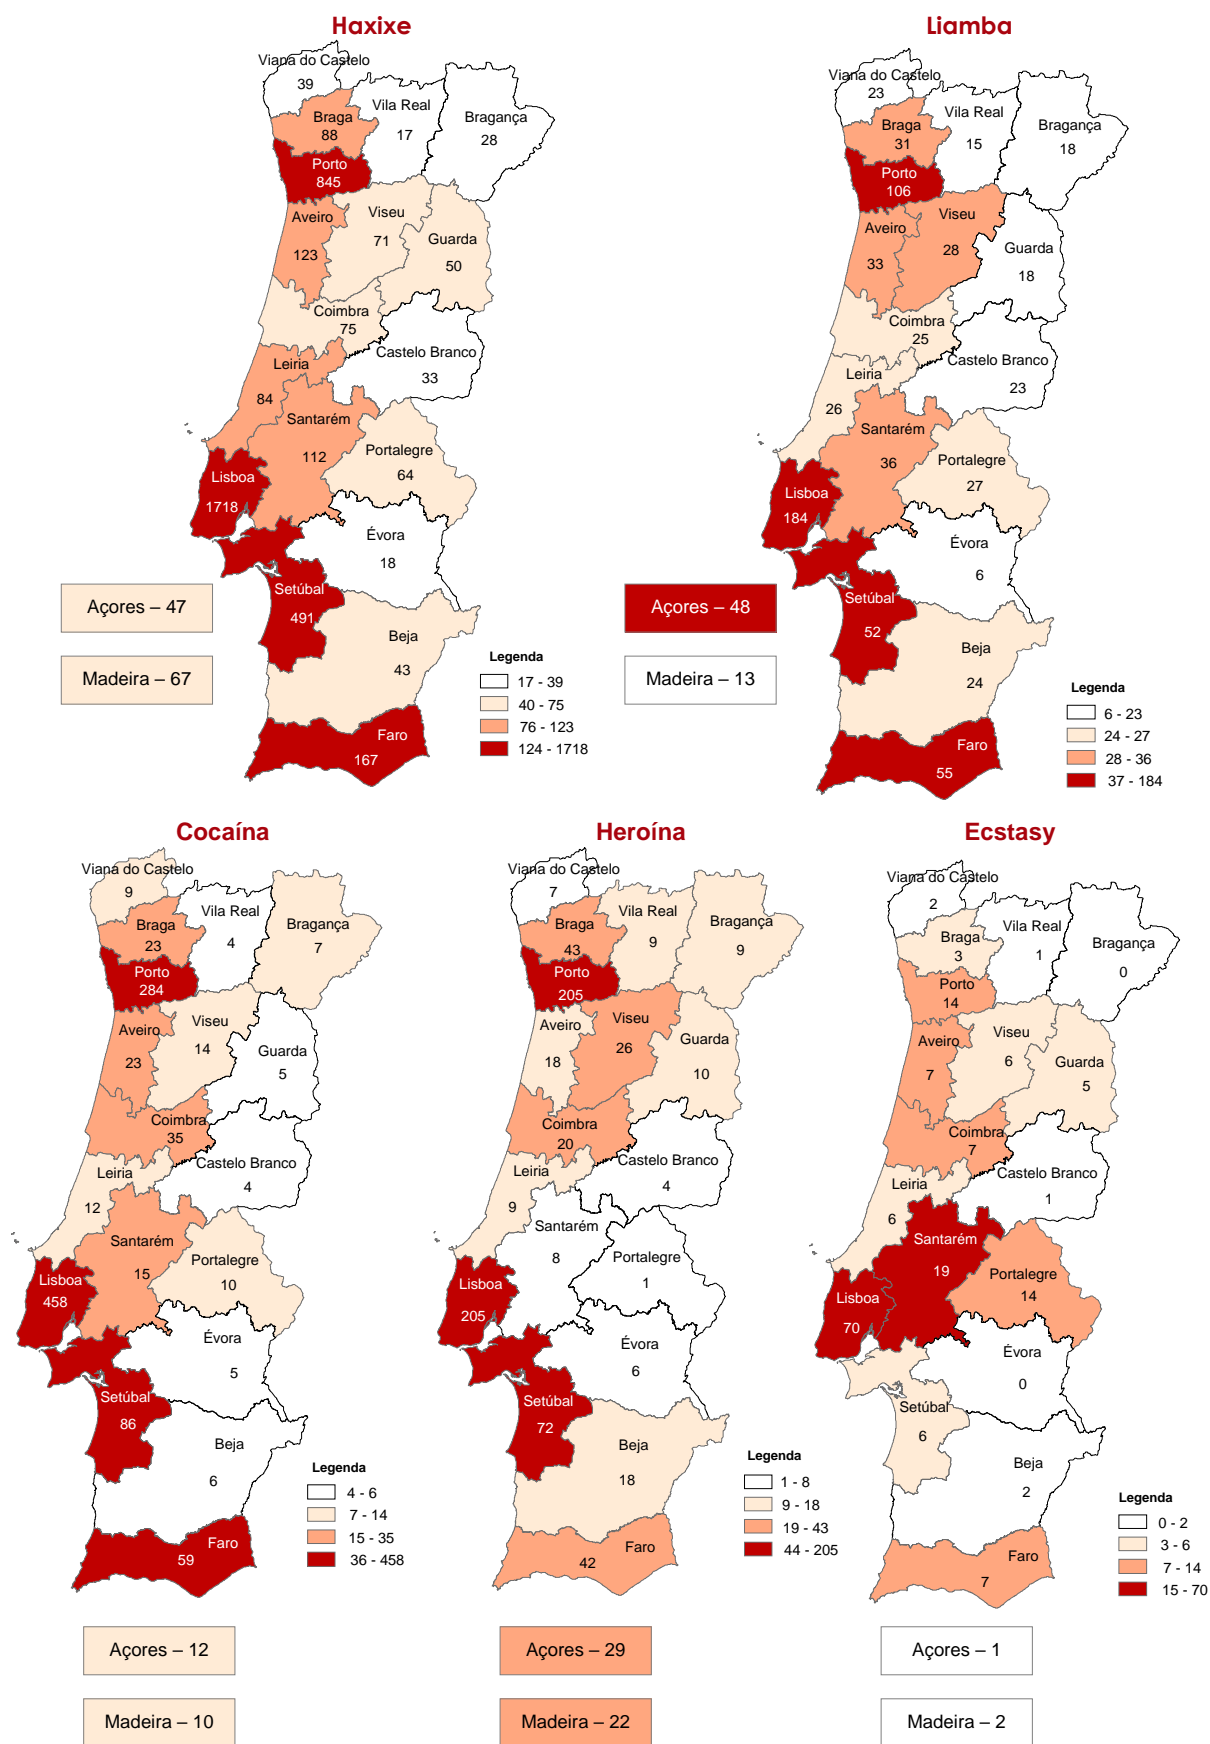 Haxixe
Viana do Castelo
39
Vila Real
17
Bragança
28
Braga
88
Porto
845
Aveiro
123
Viseu
71
Guarda
50
Coimbra
75
Castelo Branco
33
Leiria
84
Santarém
112
Portalegre
64
Lisboa
1718
Évora
18
Setúbal
491
Beja
43
Faro
167
Açores – 47
Madeira – 67
Legenda
17 - 39
40 - 75
76 - 123
124 - 1718
Liamba
Viana do Castelo
23
Vila Real
15
Bragança
18
Braga
31
Porto
106
Aveiro
33
Viseu
28
Guarda
18
Coimbra
25
Castelo Branco
23
Leiria
26
Santarém
36
Portalegre
27
Lisboa
184
Évora
6
Setúbal
52
Beja
24
Faro
55
Açores – 48
Madeira – 13
Legenda
6 - 23
24 - 27
28 - 36
37 - 184
Cocaína
Viana do Castelo
9
Vila Real
4
Bragança
7
Braga
23
Porto
284
Aveiro
23
Viseu
14
Guarda
5
Coimbra
35
Castelo Branco
4
Leiria
12
Santarém
15
Portalegre
10
Lisboa
458
Évora
5
Setúbal
86
Beja
6
Faro
59
Legenda
4 - 6
7 - 14
15 - 35
36 - 458
Açores – 12
Madeira – 10
Heroína
Viana do Castelo
7
Vila Real
9
Bragança
9
Braga
43
Porto
205
Aveiro
18
Viseu
26
Guarda
10
Coimbra
20
Castelo Branco
4
Leiria
9
Santarém
8
Portalegre
1
Lisboa
205
Évora
6
Setúbal
72
Beja
18
Faro
42
Legenda
1 - 8
9 - 18
19 - 43
44 - 205
Açores – 29
Madeira – 22
Ecstasy
Viana do Castelo
2
Vila Real
1
Bragança
0
Braga
3
Porto
14
Aveiro
7
Viseu
6
Guarda
5
Coimbra
7
Castelo Branco
1
Leiria
6
Santarém
19
Portalegre
14
Lisboa
70
Évora
0
Setúbal
6
Beja
2
Faro
7
Legenda
0 - 2
3 - 6
7 - 14
15 - 70
Açores – 1
Madeira – 2